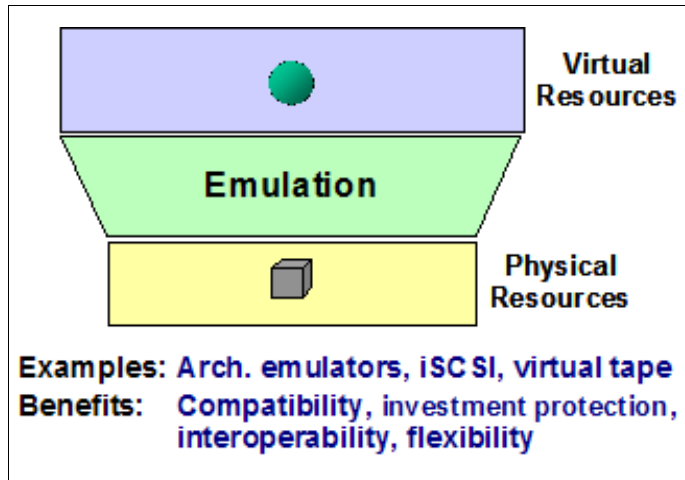 Virtual
Resources
Emulation
Physical
Resources
Examples: Arch. emulators, iSCSI, virtual tape
Benefits: Compatibility, investment protection,
interoperability, flexibility